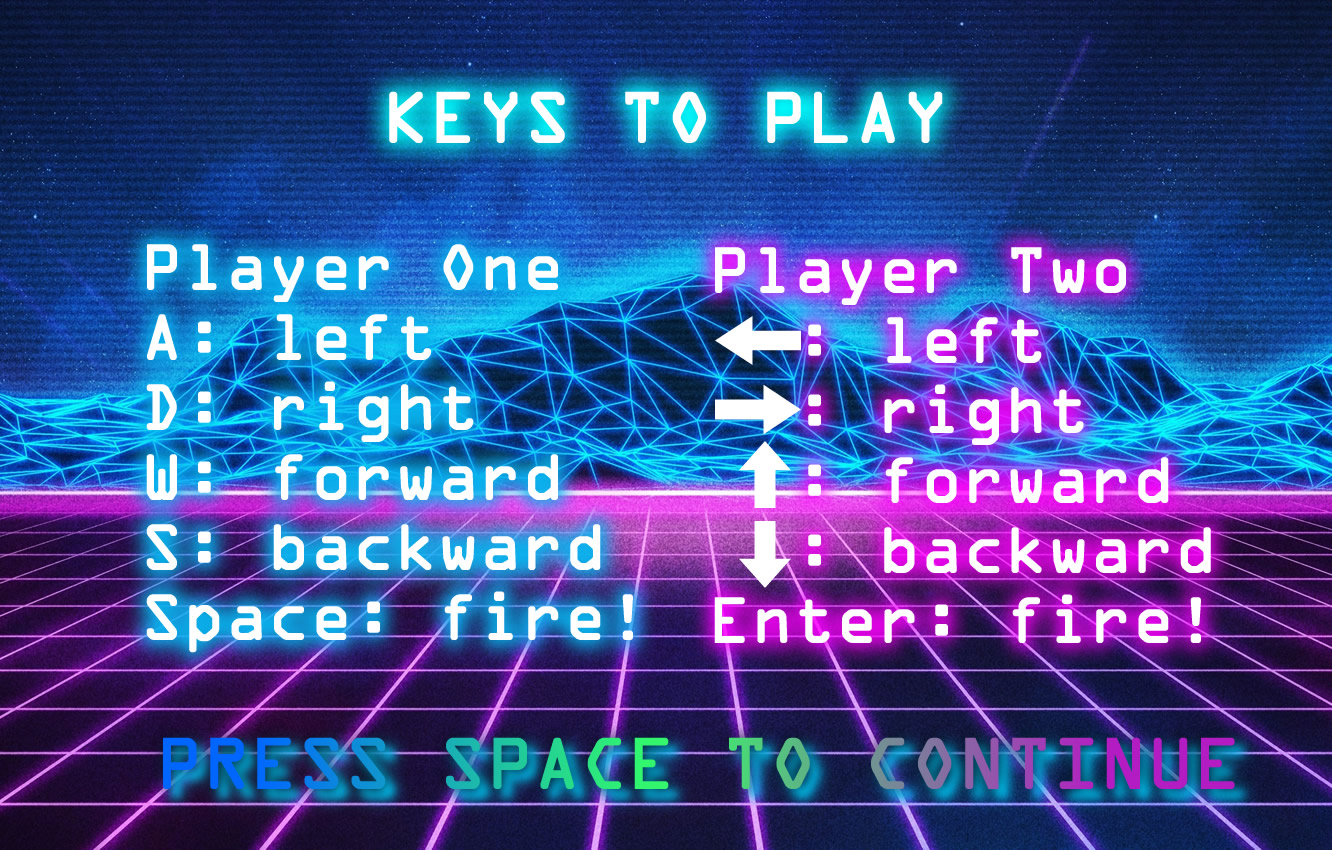 KEYS TO PLAY
Player One
A: left
D: right
W: forward
S: backward
Space: fire!
Player Two
←: left
→: right
↑: forward
↓: backward
Enter: fire!
PRESS SPACE TO CONTINUE